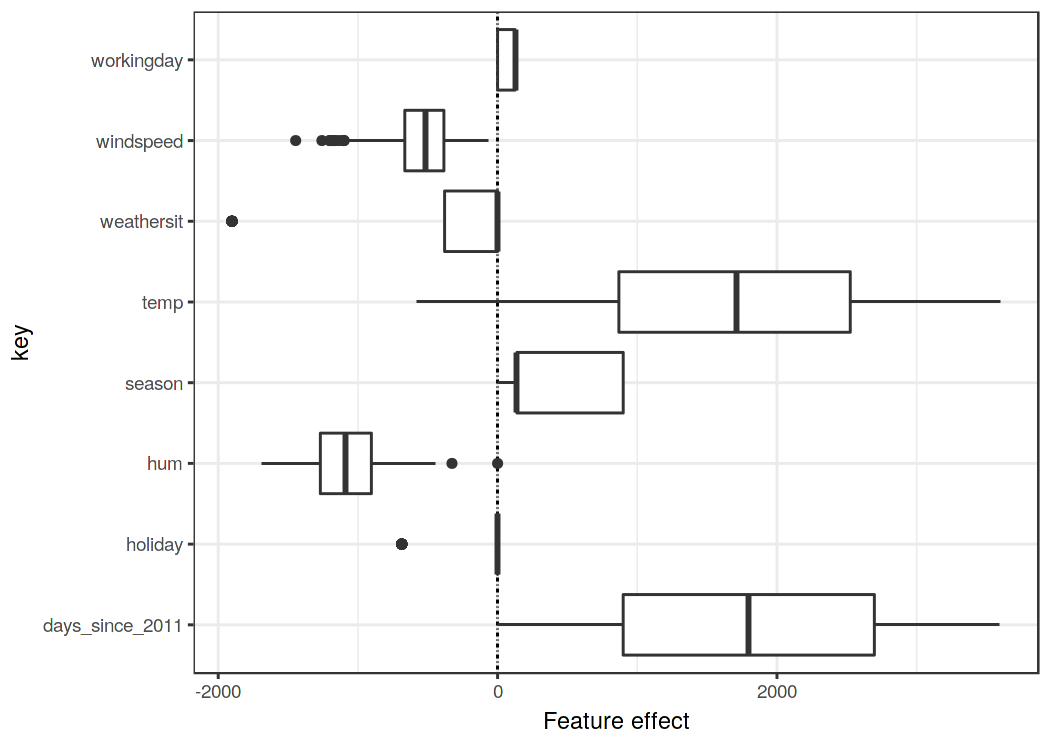 workingday
windspeed
weathersit
temp
season
hum
holiday
days_since_2011
key
-2000
0
2000
Feature effect